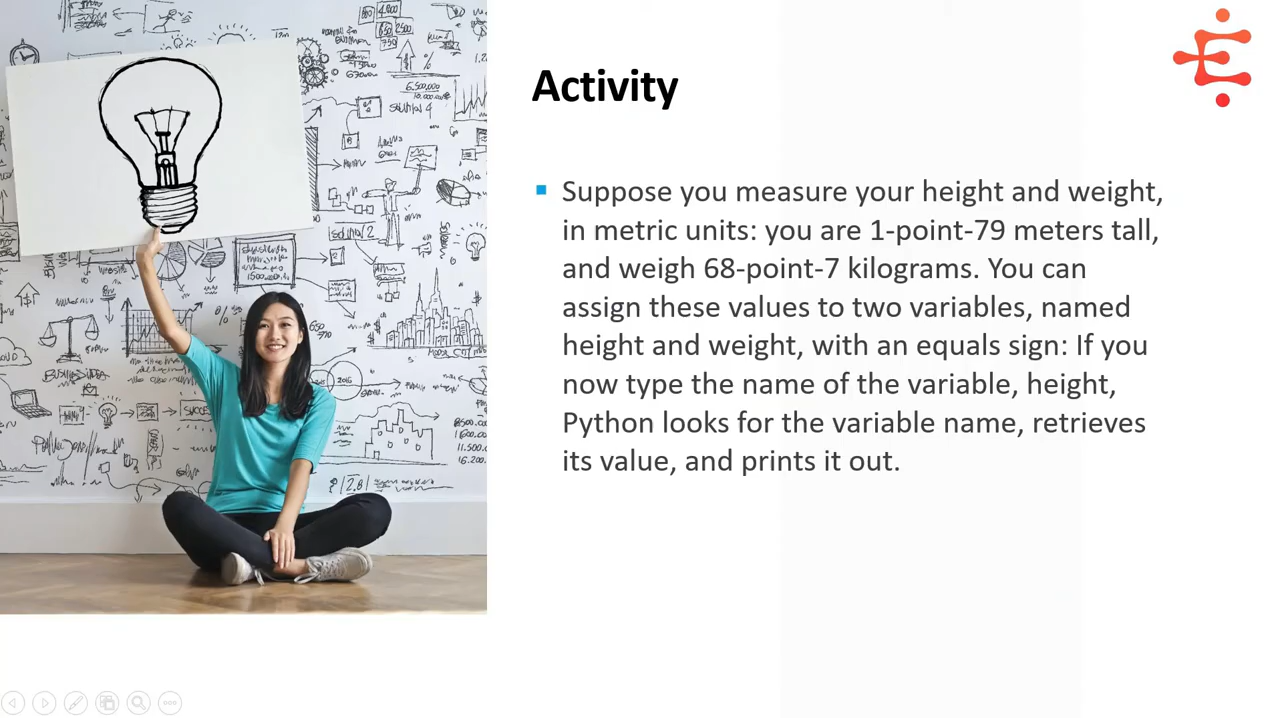 Activity
Suppose you measure your height and weight,
in metric units: you are 1-point-79 meters tall,
and weigh 68-point-7 kilograms. You can
assign these values to two variables, named
height and weight, with an equals sign: If you
now type the name of the variable, height,
Python looks for the variable name, retrieves
its value, and prints it out.